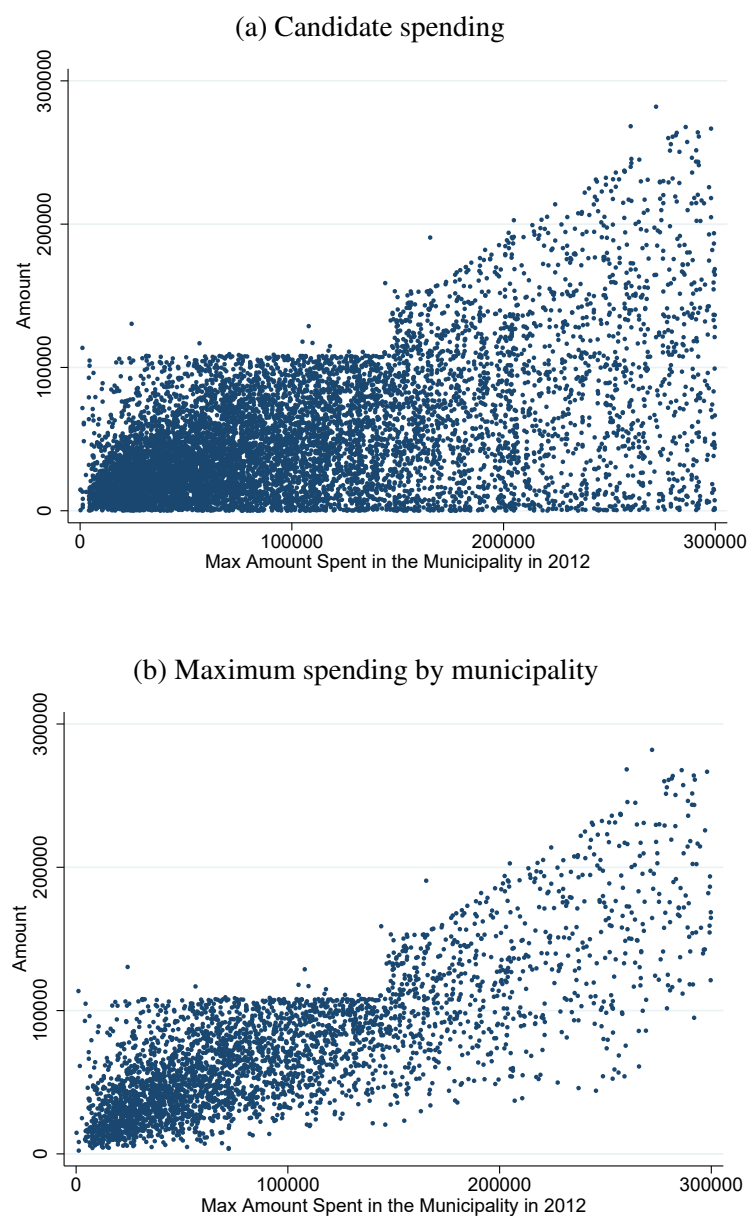 (a) Candidate spending
300000
200000
Amount
100000
0
0 100000 200000 300000
Max Amount Spent in the Municipality in 2012
(b) Maximum spending by municipality
300000
200000
Amount
100000
0
0 100000 200000 300000
Max Amount Spent in the Municipality in 2012